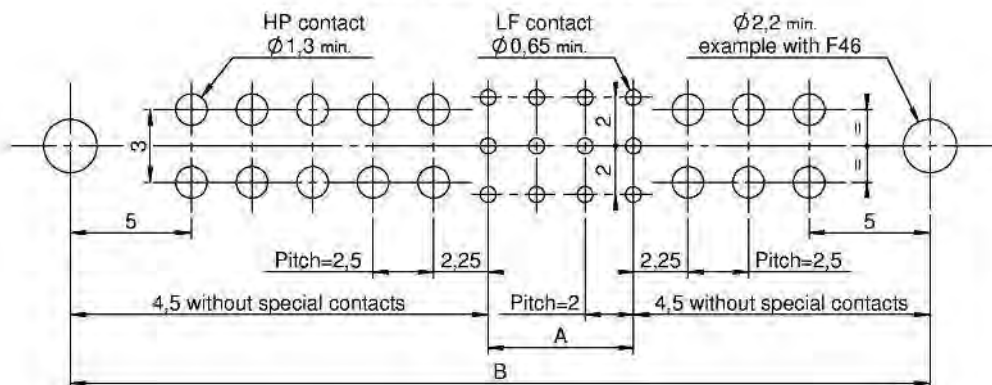 HP contact
Ø1,3 min.
LF contact
Ø0,65 min.
Ø2,2 min.
example with F46
3
2
2
=
=
5
5
Pitch=2,5
2,25
2,25
Pitch=2,5
4,5 without special contacts
Pitch=2
4,5 without special contacts
A
B